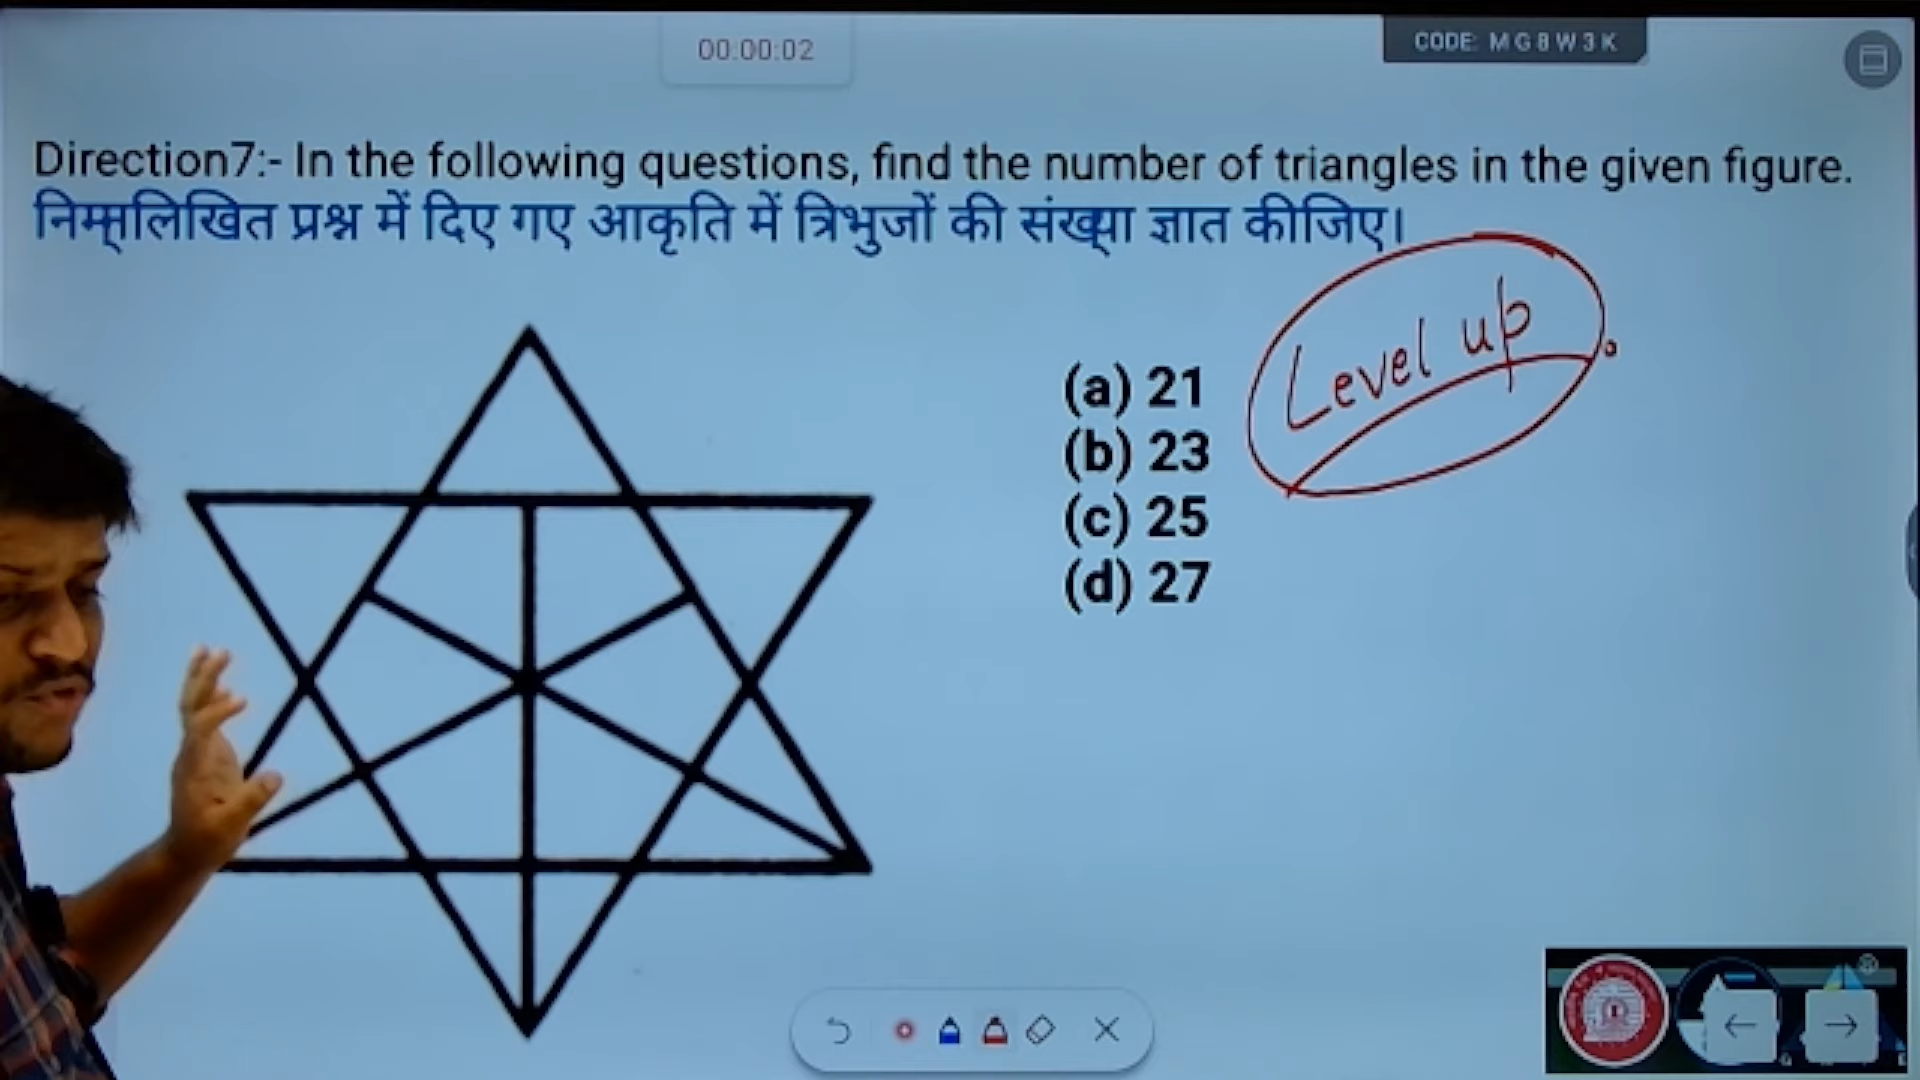 00:00:02
CODE: MG8W3K
Direction7:- In the following questions, find the number of triangles in the given figure.
निम्नलिखित प्रश्न में दिए गए आकृति में त्रिभुजों की संख्या ज्ञात कीजिए।
Level up.
(a) 21
(b) 23
(c) 25
(d) 27